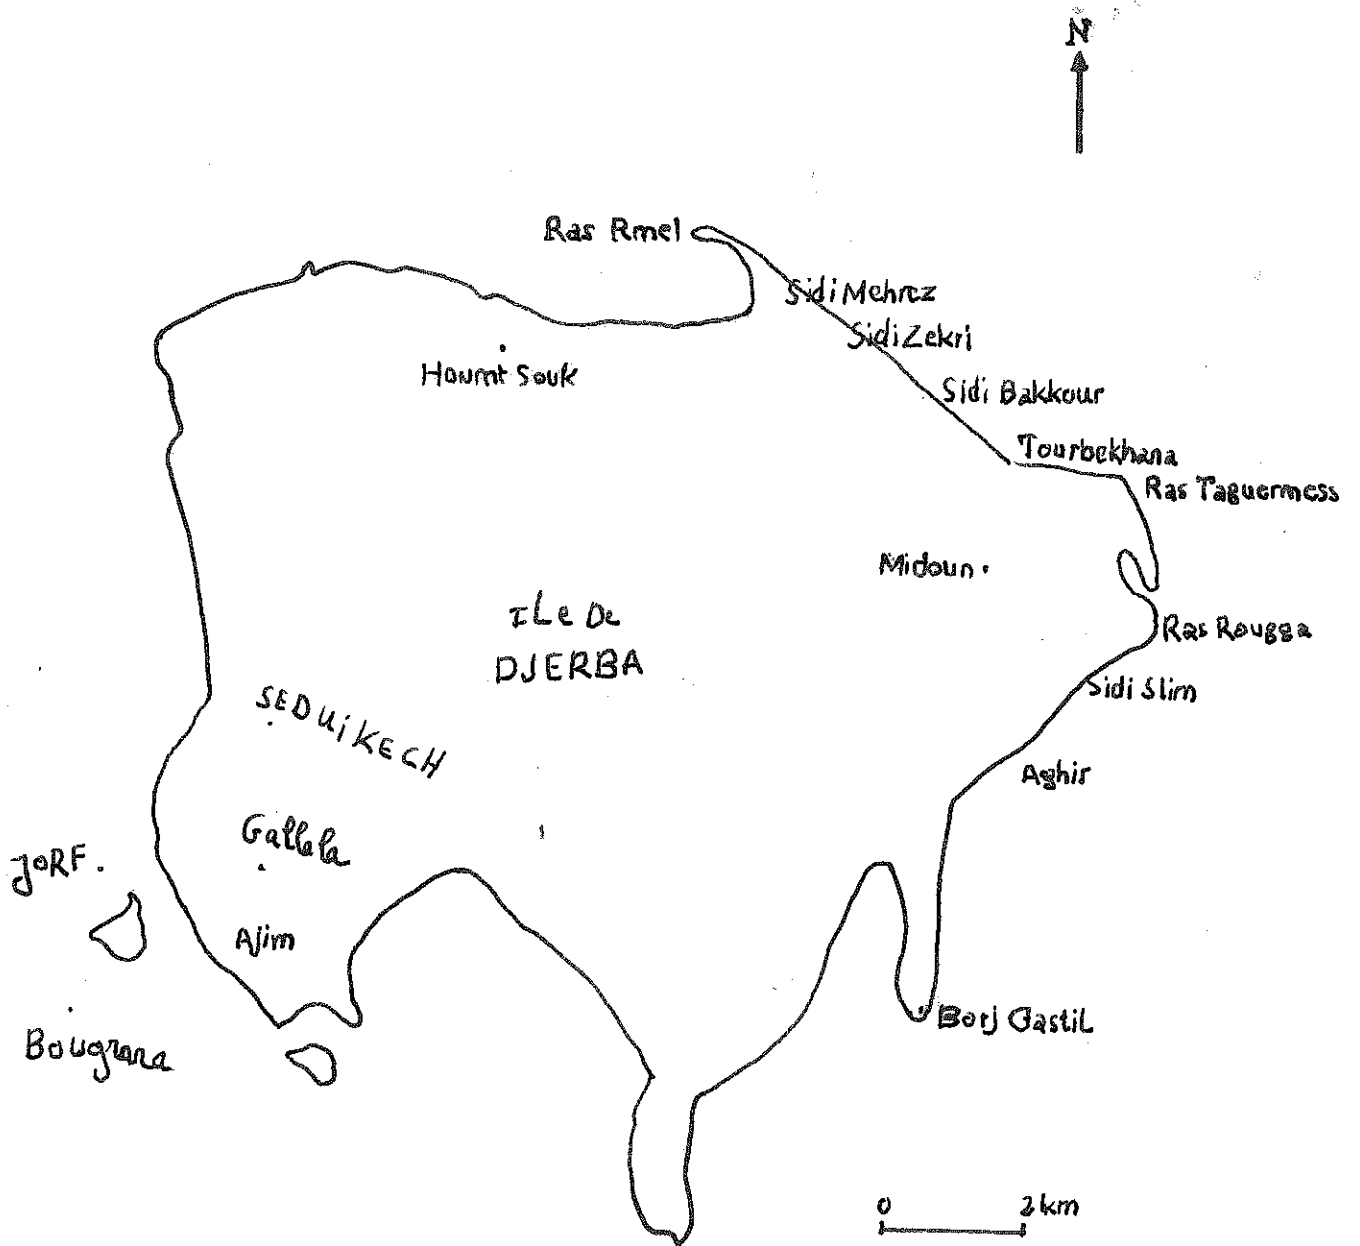 N
Ras Rmel
Sidi Mehrez
Sidi Zekri
Houmt Souk
Sidi Bakkour
Tourbekhana
Ras Taguermess
Midoun
ILe De
DJERBA
Ras Rougga
Sidi Slim
SEDUiKECH
Aghir
Gallala
JORF.
Ajim
Borj Gastil
Bougrara
0 2 km